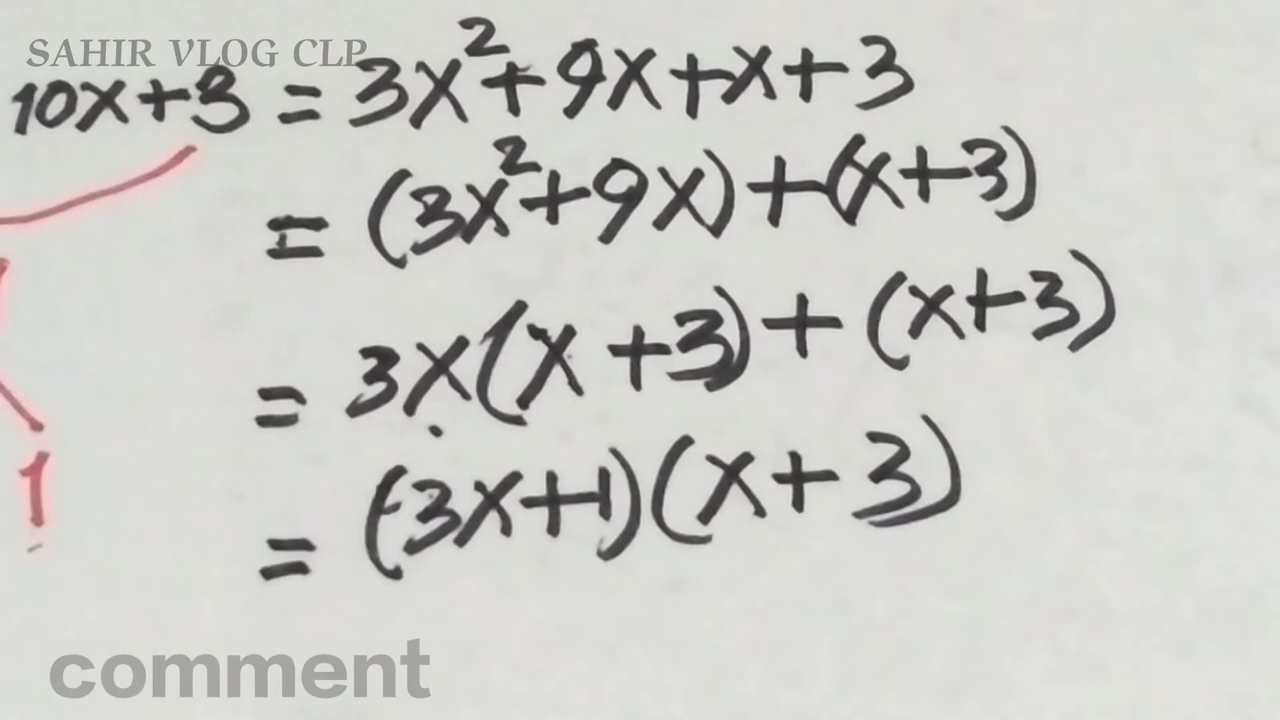 SAHIR VLOG CLP
10x+3 = 3x²+9x+x+3
= (3x²+9x)+(x+3)
= 3x(x+3)+(x+3)
= (3x+1)(x+3)
1
comment